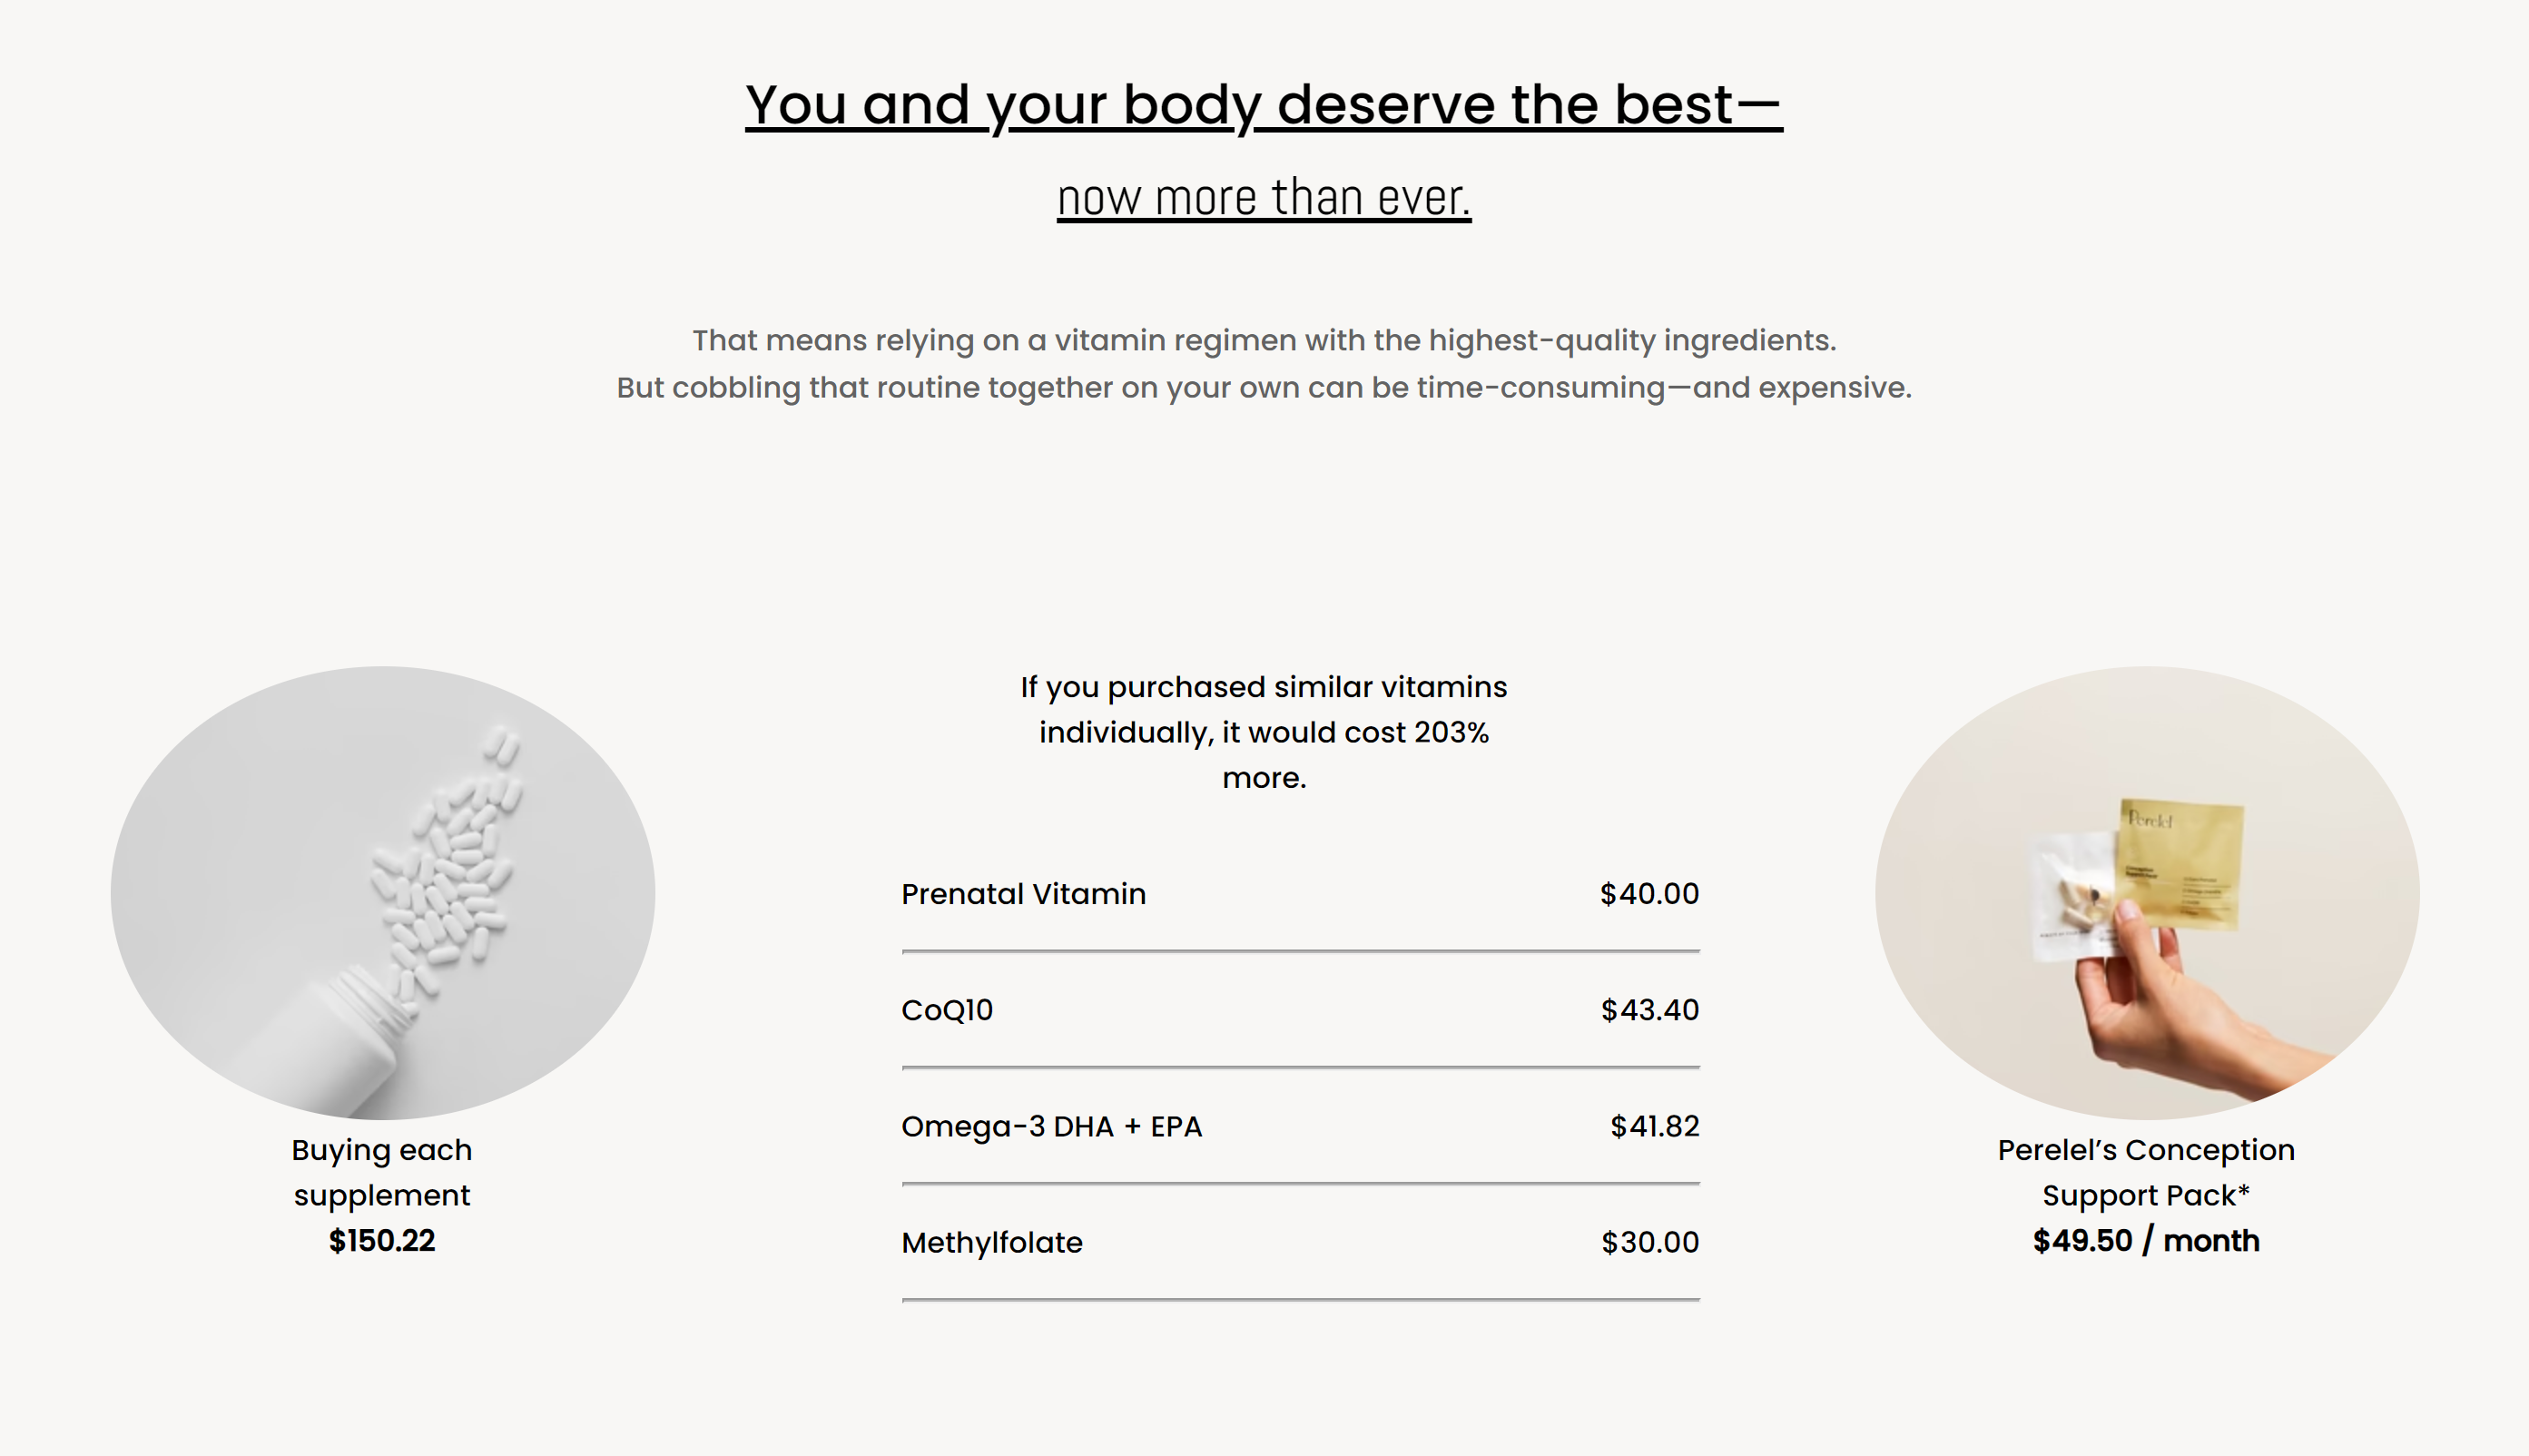 You and your body deserve the best—
now more than ever.
That means relying on a vitamin regimen with the highest-quality ingredients.
But cobbling that routine together on your own can be time-consuming—and expensive.
If you purchased similar vitamins
individually, it would cost 203%
more.
Prenatal Vitamin $40.00
CoQ10 $43.40
Omega-3 DHA + EPA $41.82
Methylfolate $30.00
Buying each
supplement
$150.22
Perelel
Perelel’s Conception
Support Pack*
$49.50 / month